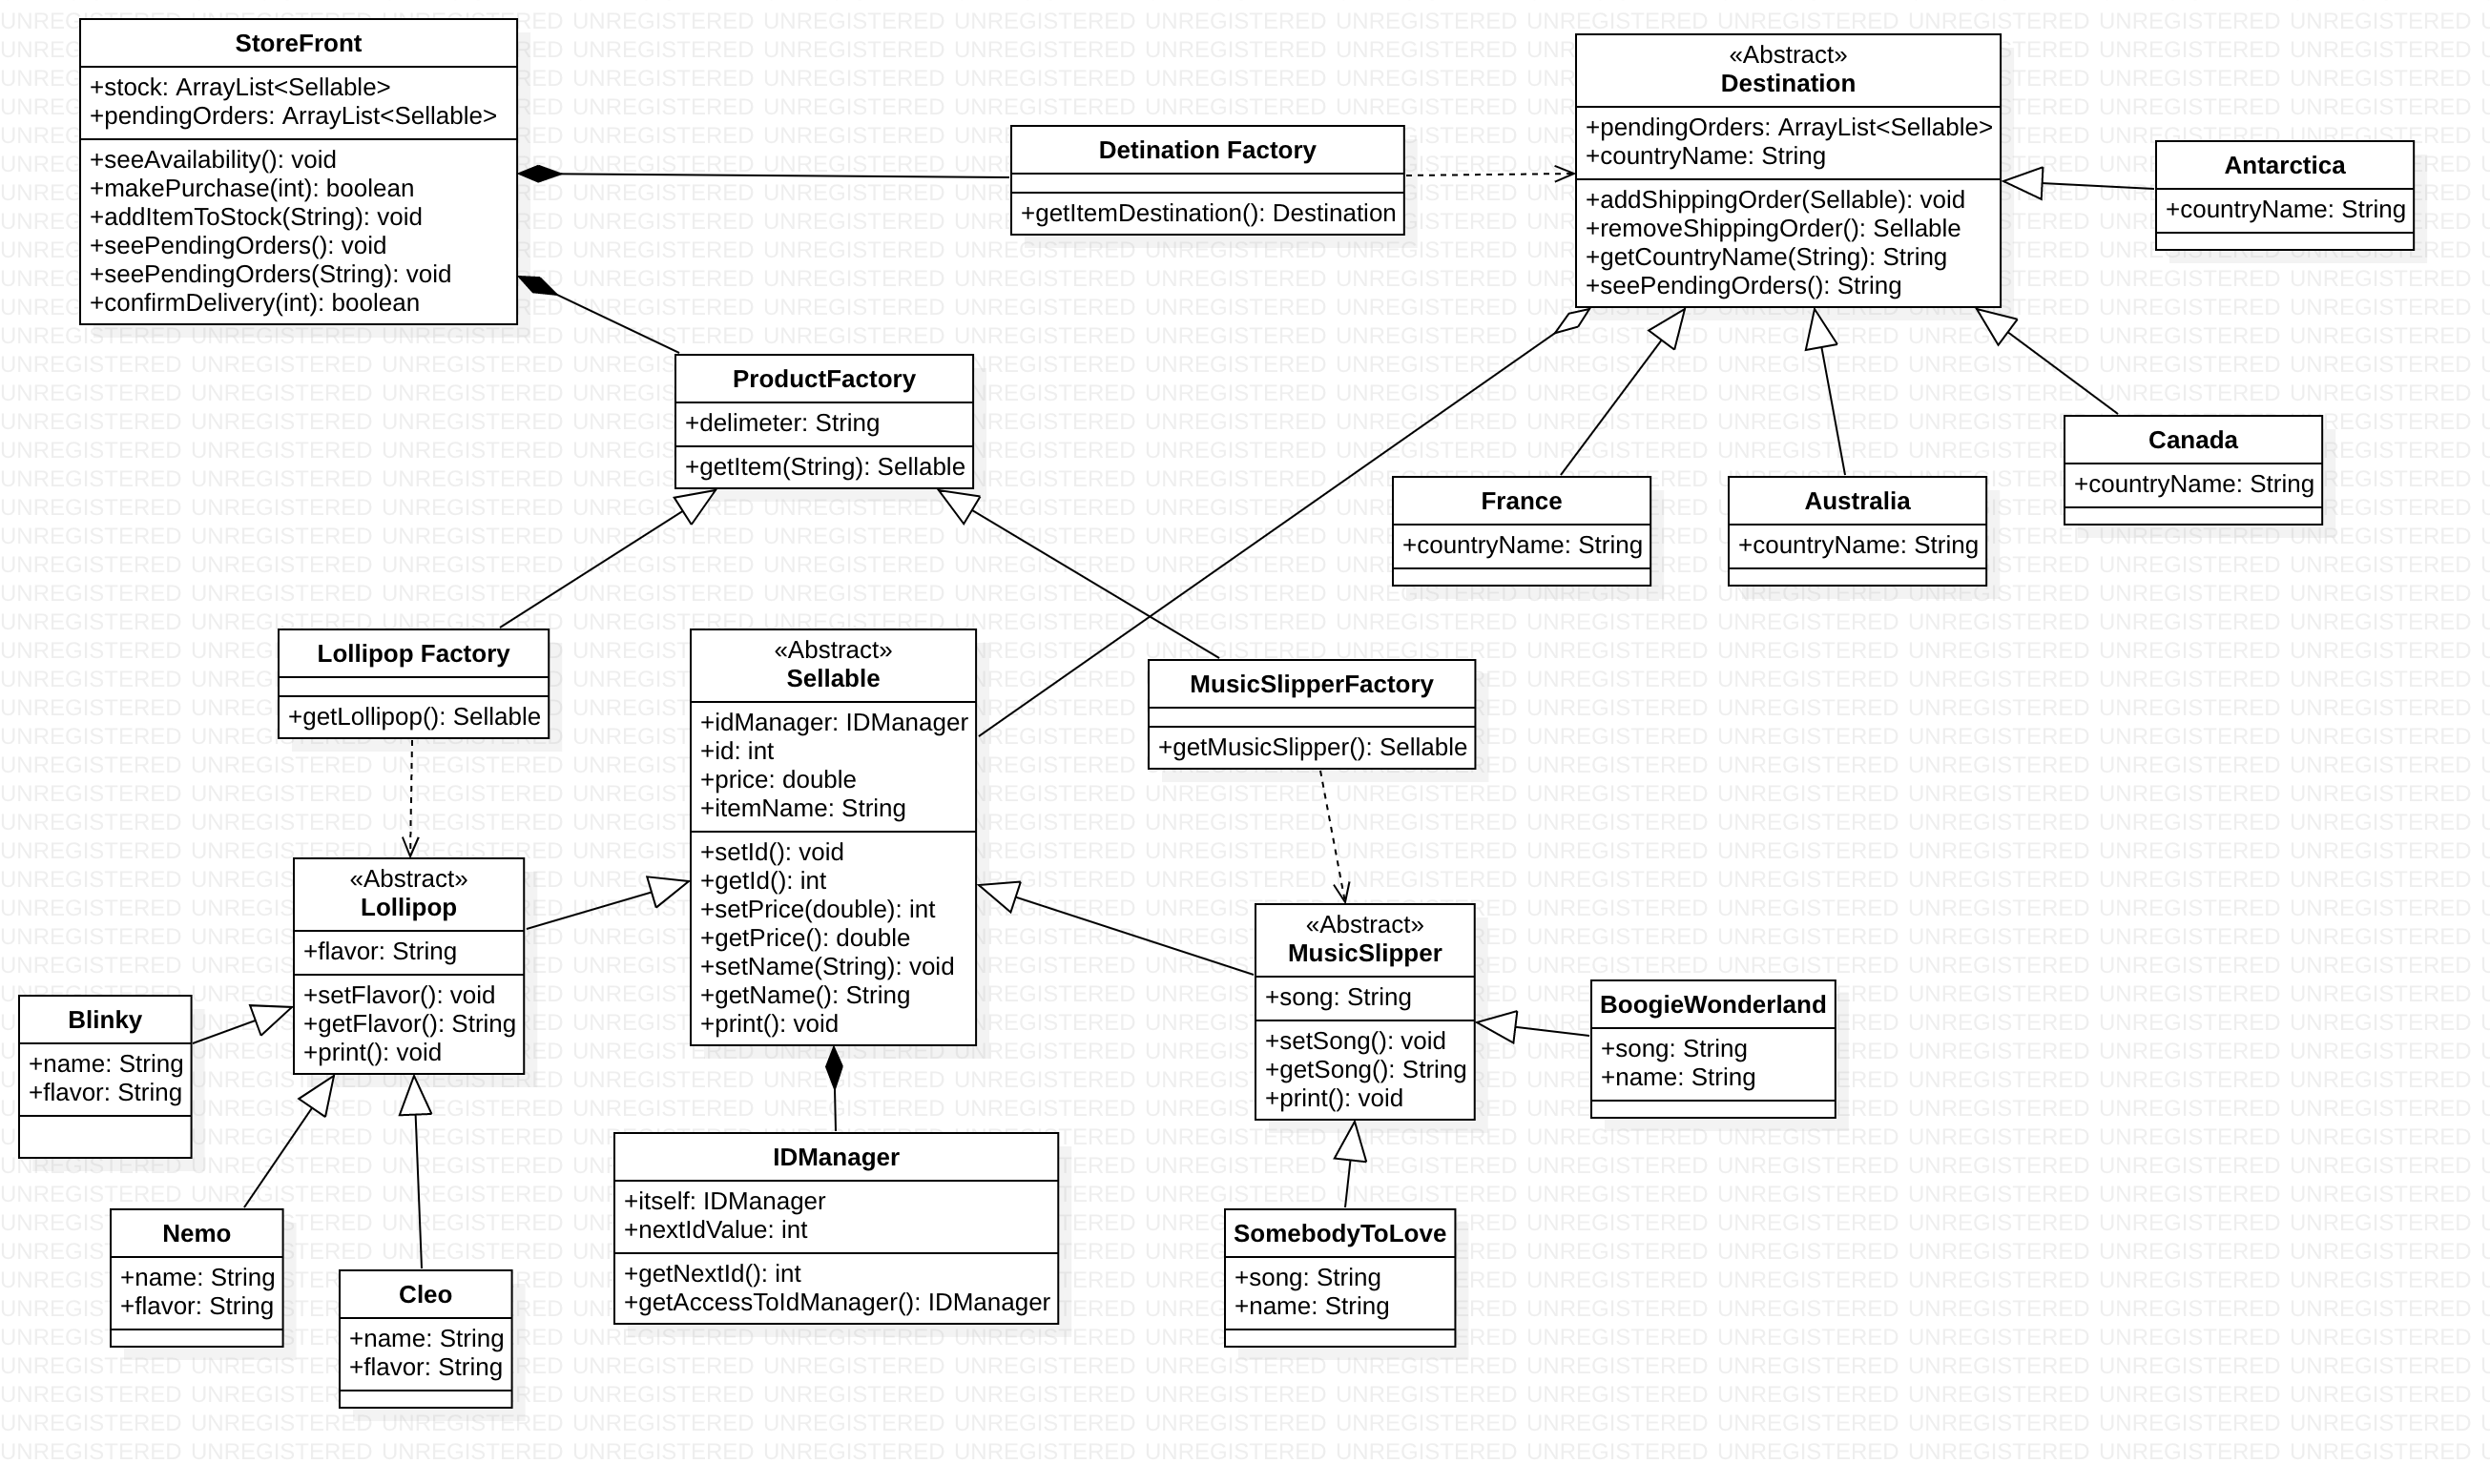 StoreFront
+stock: ArrayList<Sellable>
+pendingOrders: ArrayList<Sellable>
+seeAvailability(): void
+makePurchase(int): boolean
+addItemToStock(String): void
+seePendingOrders(): void
+seePendingOrders(String): void
+confirmDelivery(int): boolean
Detination Factory
+getItemDestination(): Destination
«Abstract»
Destination
+pendingOrders: ArrayList<Sellable>
+countryName: String
+addShippingOrder(Sellable): void
+removeShippingOrder(): Sellable
+getCountryName(String): String
+seePendingOrders(): String
Antarctica
+countryName: String
ProductFactory
+delimeter: String
+getItem(String): Sellable
France
+countryName: String
Australia
+countryName: String
Canada
+countryName: String
Lollipop Factory
+getLollipop(): Sellable
«Abstract»
Sellable
+idManager: IDManager
+id: int
+price: double
+itemName: String
+setId(): void
+getId(): int
+setPrice(double): int
+getPrice(): double
+setName(String): void
+getName(): String
+print(): void
MusicSlipperFactory
+getMusicSlipper(): Sellable
«Abstract»
Lollipop
+flavor: String
+setFlavor(): void
+getFlavor(): String
+print(): void
«Abstract»
MusicSlipper
+song: String
+setSong(): void
+getSong(): String
+print(): void
BoogieWonderland
+song: String
+name: String
Blinky
+name: String
+flavor: String
Nemo
+name: String
+flavor: String
Cleo
+name: String
+flavor: String
IDManager
+itself: IDManager
+nextIdValue: int
+getNextId(): int
+getAccessToIdManager(): IDManager
SomebodyToLove
+song: String
+name: String
UNREGISTERED